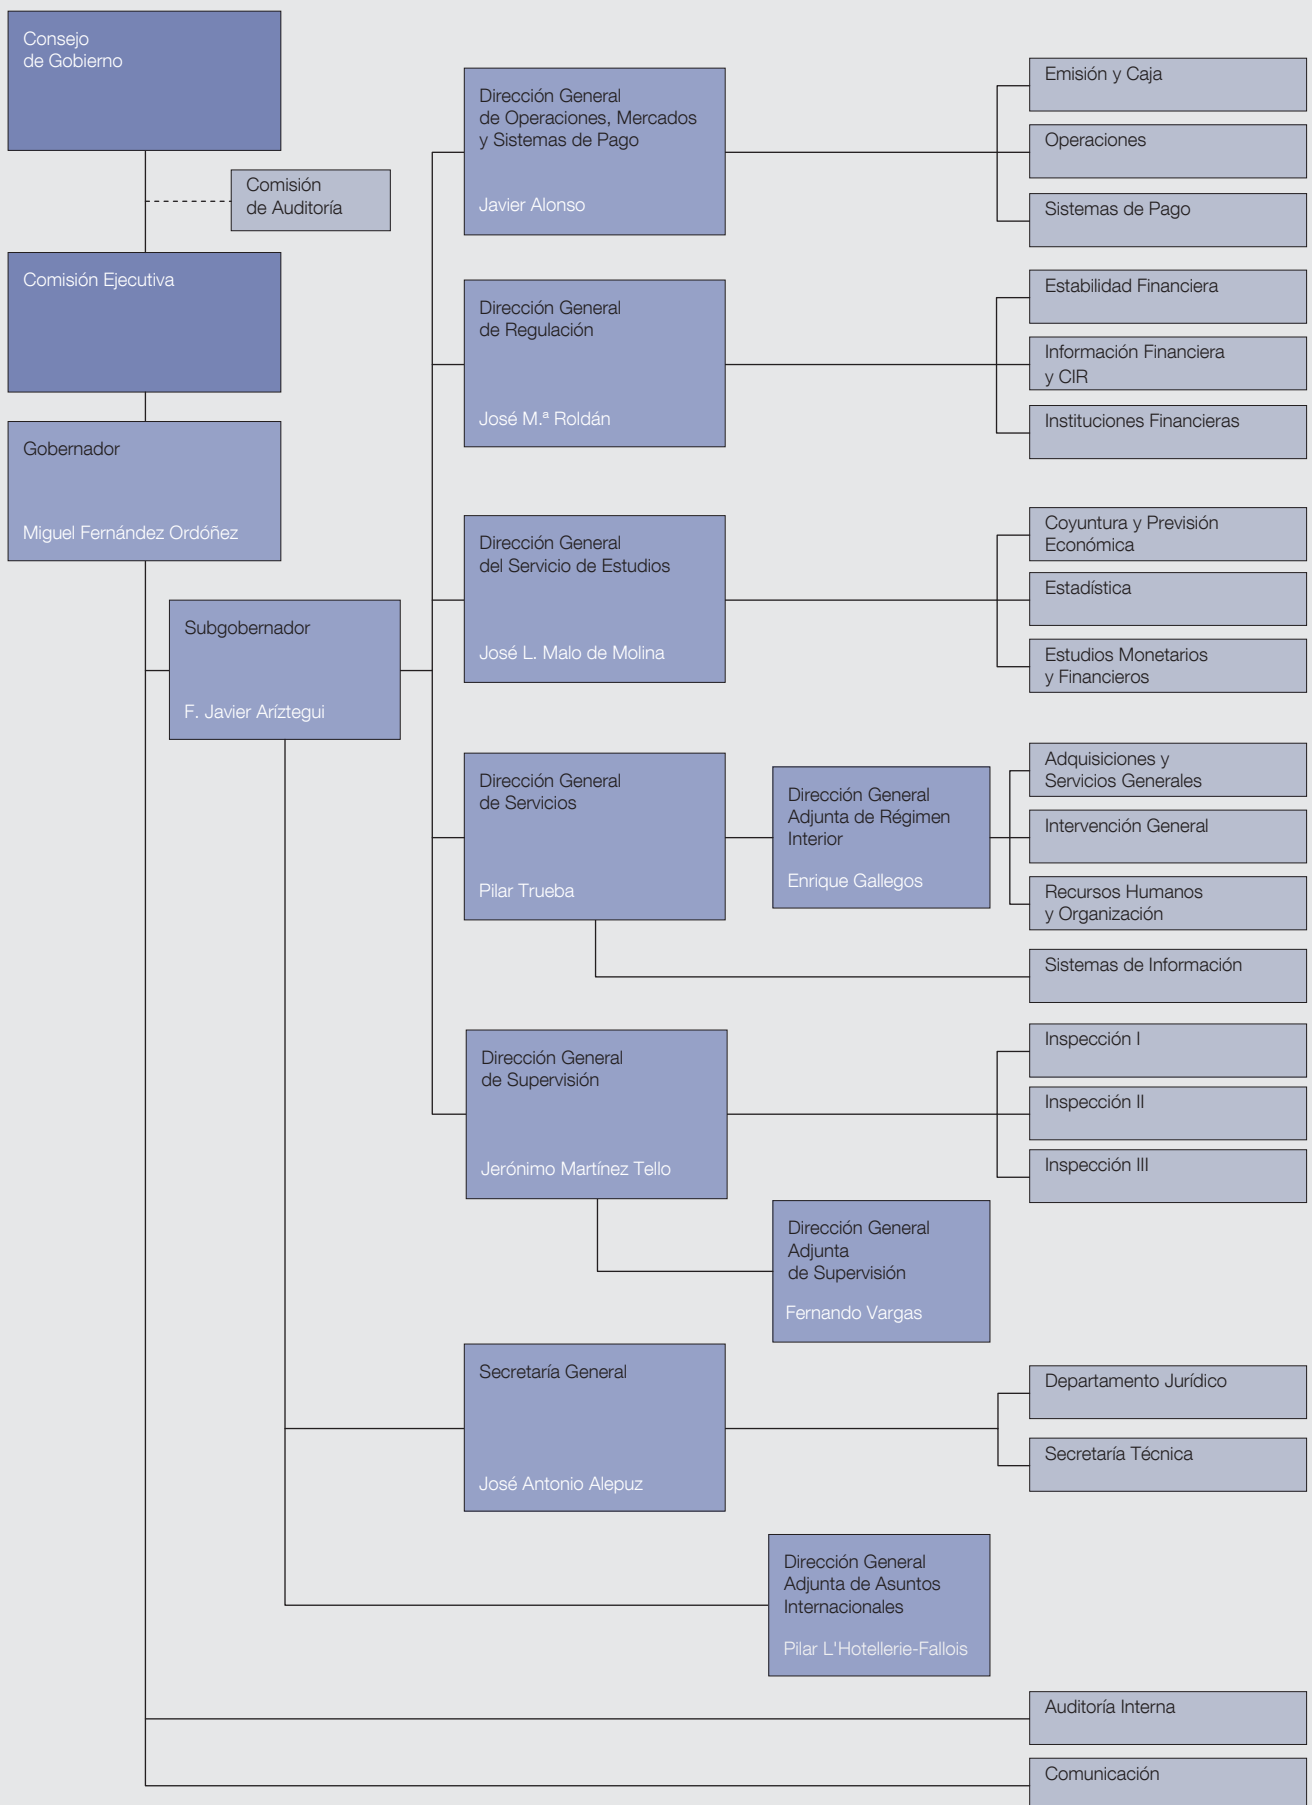 Consejo
de Gobierno
Comisión
de Auditoría
Comisión Ejecutiva
Gobernador
Miguel Fernández Ordóñez
Subgobernador
F. Javier Aríztegui
Dirección General
de Operaciones, Mercados
y Sistemas de Pago
Javier Alonso
Emisión y Caja
Operaciones
Sistemas de Pago
Dirección General
de Regulación
José M.ª Roldán
Estabilidad Financiera
Información Financiera
y CIR
Instituciones Financieras
Dirección General
del Servicio de Estudios
José L. Malo de Molina
Coyuntura y Previsión
Económica
Estadística
Estudios Monetarios
y Financieros
Dirección General
de Servicios
Pilar Trueba
Dirección General
Adjunta de Régimen
Interior
Enrique Gallegos
Adquisiciones y
Servicios Generales
Intervención General
Recursos Humanos
y Organización
Sistemas de Información
Dirección General
de Supervisión
Jerónimo Martínez Tello
Inspección I
Inspección II
Inspección III
Dirección General
Adjunta
de Supervisión
Fernando Vargas
Secretaría General
José Antonio Alepuz
Departamento Jurídico
Secretaría Técnica
Dirección General
Adjunta de Asuntos
Internacionales
Pilar L'Hotellerie-Fallois
Auditoría Interna
Comunicación